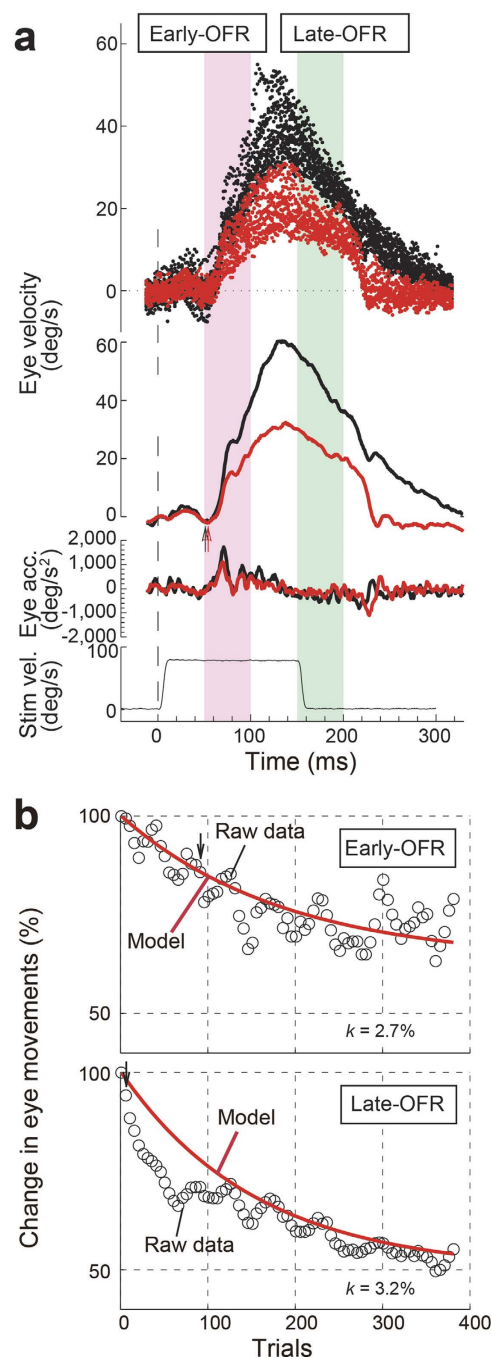 a
Early-OFR Late-OFR
60
40
20
0
Eye velocity
(deg/s)
60
40
20
0
2,000
1,000
0
-1,000
-2,000
Eye acc.
(deg/s²)
100
0
Stim vel.
(deg/s)
0 100 200 300
Time (ms)
b
100
Raw data
Early-OFR
Model
50
k = 2.7%
Change in eye movements (%)
100
Model
Late-OFR
Raw data
50
k = 3.2%
0 100 200 300 400
Trials